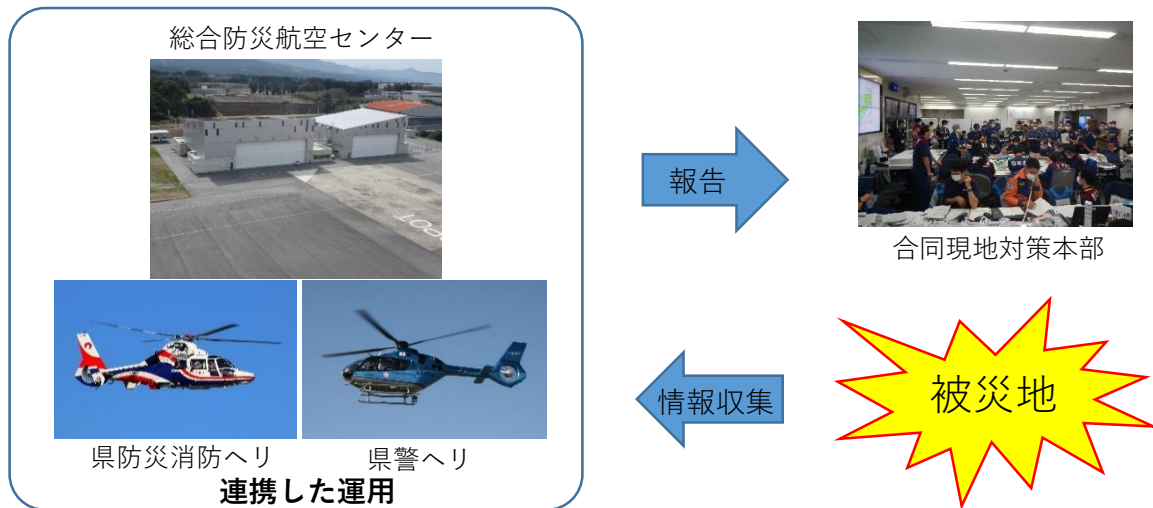 総合防災航空センター
県防災消防ヘリ
県警ヘリ
連携した運用
報告
合同現地対策本部
情報収集
被災地